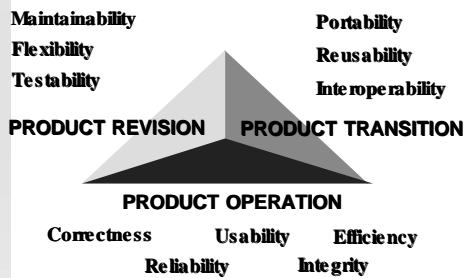 Maintainability
Flexibility
Testability
Portability
Reusability
Interoperability
PRODUCT REVISION
PRODUCT TRANSITION
PRODUCT OPERATION
Correctness Usability Efficiency
Reliability Integrity